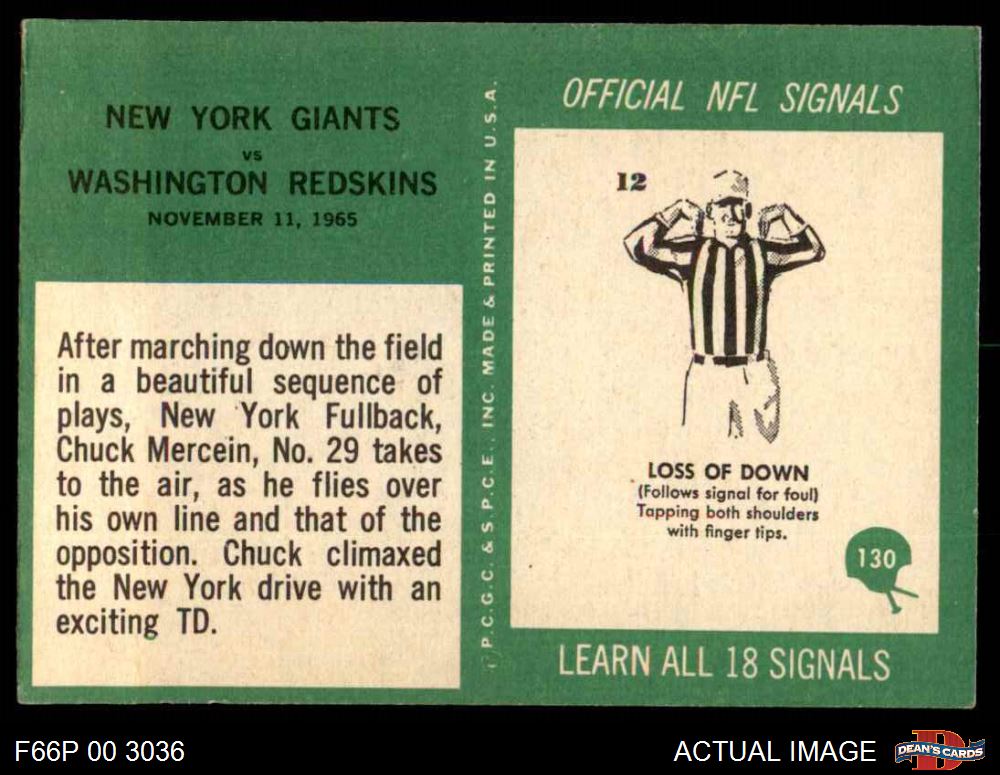 NEW YORK GIANTS
vs
WASHINGTON REDSKINS
NOVEMBER 11, 1965
After marching down the field
in a beautiful sequence of
plays, New York Fullback,
Chuck Mercein, No. 29 takes
to the air, as he flies over
his own line and that of the
opposition. Chuck climaxed
the New York drive with an
exciting TD.
P.C.G.C. & S.P.C.E., INC. MADE & PRINTED IN U.S.A.
OFFICIAL NFL SIGNALS
12
LOSS OF DOWN
(Follows signal for foul)
Tapping both shoulders
with finger tips.
130
LEARN ALL 18 SIGNALS
F66P 00 3036
ACTUAL IMAGE
DEAN'S CARDS